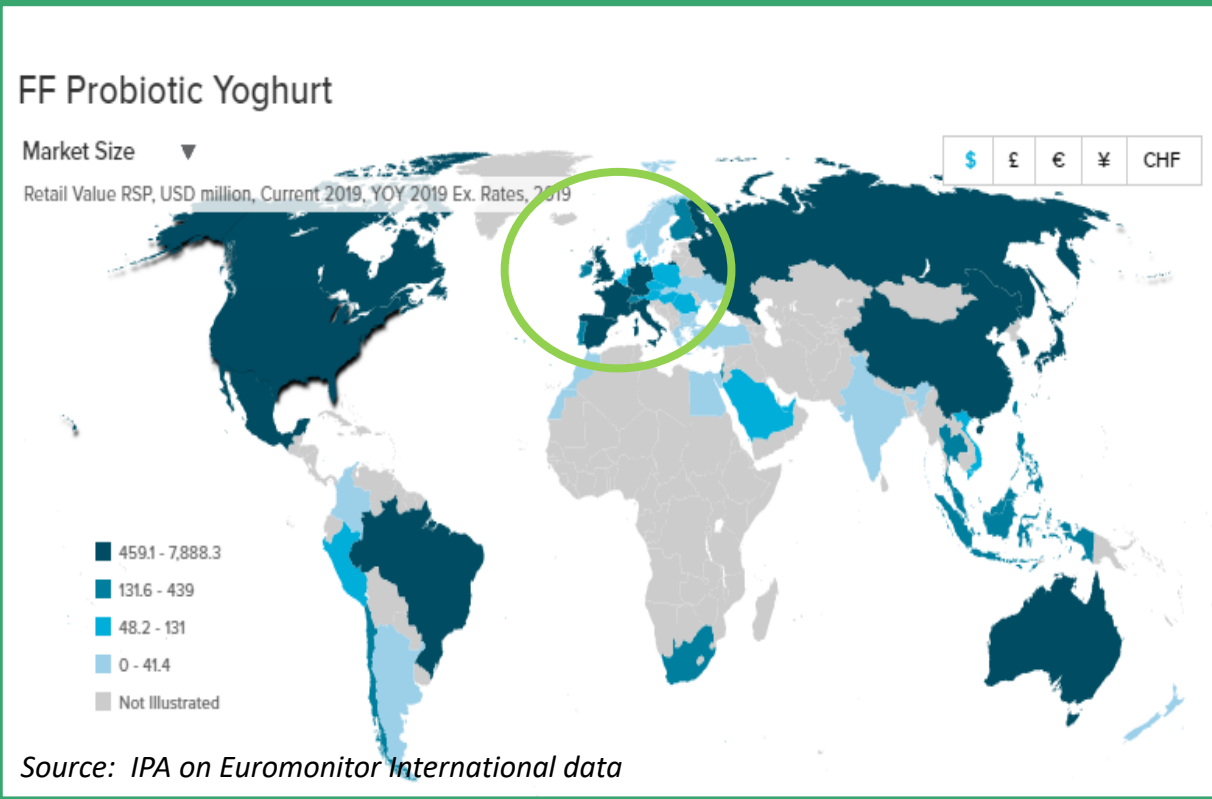 FF Probiotic Yoghurt
Market Size ▼
$ £ € ¥ CHF
Retail Value RSP, USD million, Current 2019, YOY 2019 Ex. Rates, 2019
459.1 - 7,888.3
131.6 - 439
48.2 - 131
0 - 41.4
Not Illustrated
Source: IPA on Euromonitor International data